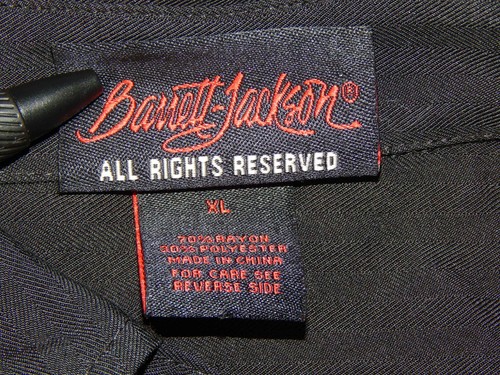 Barrett-Jackson®
ALL RIGHTS RESERVED
XL
70% RAYON
30% POLYESTER
MADE IN CHINA
FOR CARE SEE
REVERSE SIDE